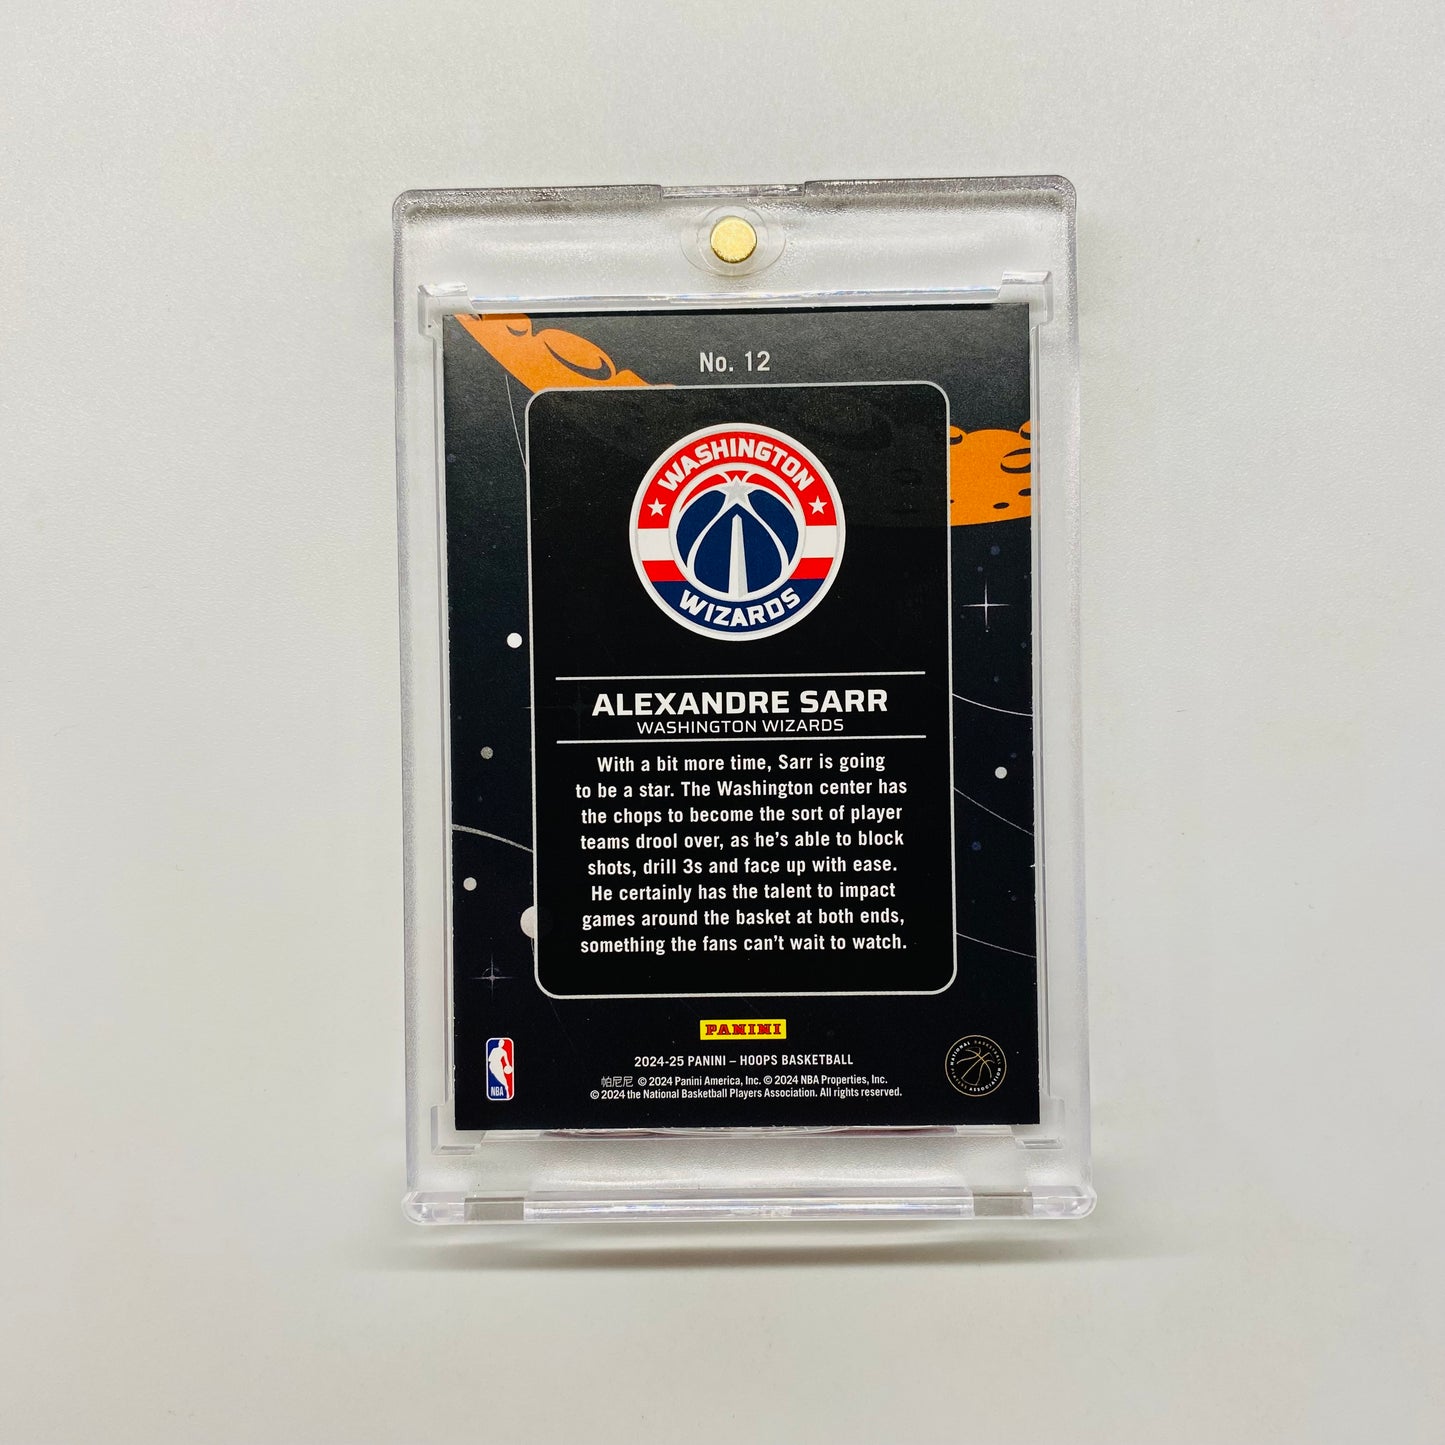 No. 12
WASHINGTON
WIZARDS
ALEXANDRE SARR
WASHINGTON WIZARDS
With a bit more time, Sarr is going
to be a star. The Washington center has
the chops to become the sort of player
teams drool over, as he's able to block
shots, drill 3s and face up with ease.
He certainly has the talent to impact
games around the basket at both ends,
something the fans can't wait to watch.
PANINI
2024-25 PANINI – HOOPS BASKETBALL
帕尼尼 © 2024 Panini America, Inc. © 2024 NBA Properties, Inc.
© 2024 the National Basketball Players Association. All rights reserved.
NBA
NATIONAL BASKETBALL
PLAYERS ASSOCIATION